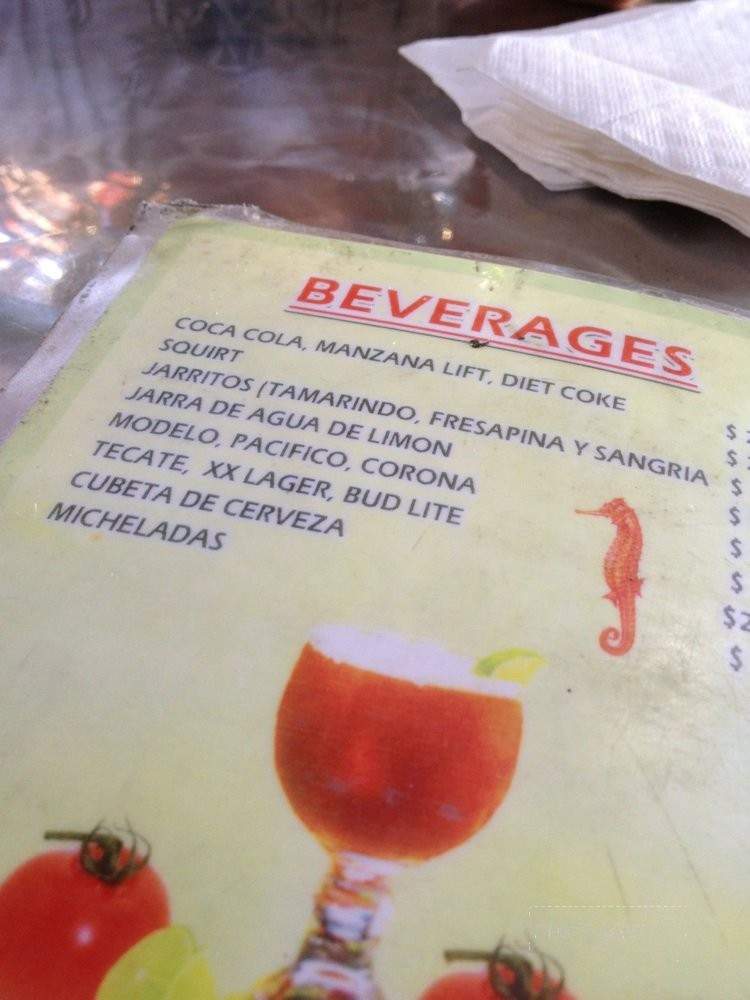 BEVERAGES
COCA COLA, MANZANA LIFT, DIET COKE
SQUIRT
JARRITOS (TAMARINDO, FRESAPINA Y SANGRIA
JARRA DE AGUA DE LIMON
MODELO, PACIFICO, CORONA
TECATE, XX LAGER, BUD LITE
CUBETA DE CERVEZA
MICHELADAS
$
$
$
$
$
$
$2
$